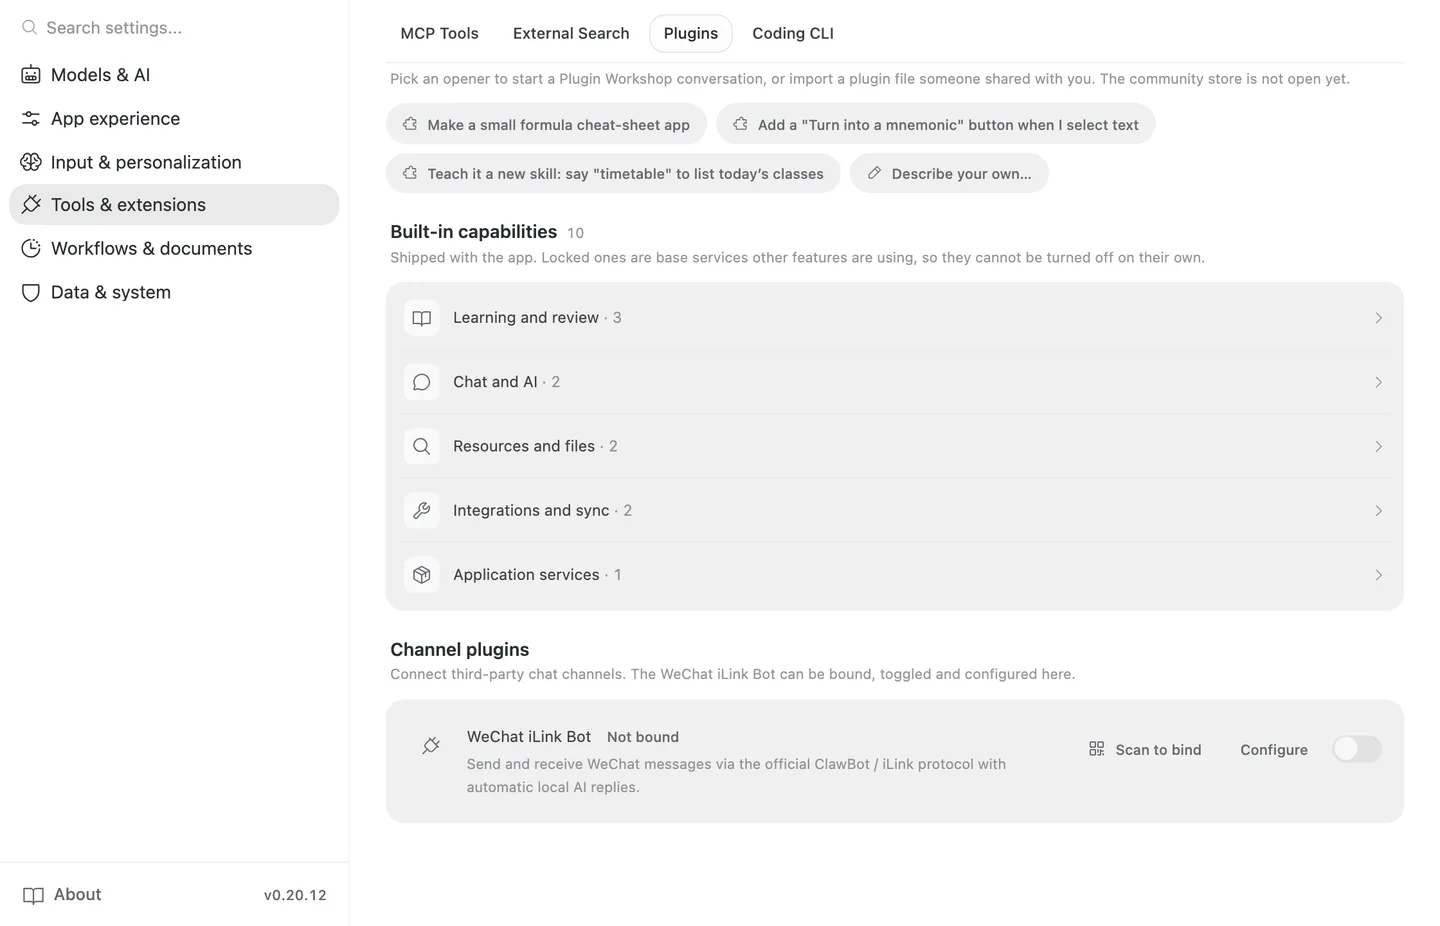 Search settings...
Models & AI
App experience
Input & personalization
Tools & extensions
Workflows & documents
Data & system
About
v0.20.12
MCP Tools
External Search
Plugins
Coding CLI
Pick an opener to start a Plugin Workshop conversation, or import a plugin file someone shared with you. The community store is not open yet.
Make a small formula cheat-sheet app
Add a "Turn into a mnemonic" button when I select text
Teach it a new skill: say "timetable" to list today's classes
Describe your own...
Built-in capabilities 10
Shipped with the app. Locked ones are base services other features are using, so they cannot be turned off on their own.
Learning and review · 3
Chat and AI · 2
Resources and files · 2
Integrations and sync · 2
Application services · 1
Channel plugins
Connect third-party chat channels. The WeChat iLink Bot can be bound, toggled and configured here.
WeChat iLink Bot Not bound
Send and receive WeChat messages via the official ClawBot / iLink protocol with
automatic local AI replies.
Scan to bind
Configure